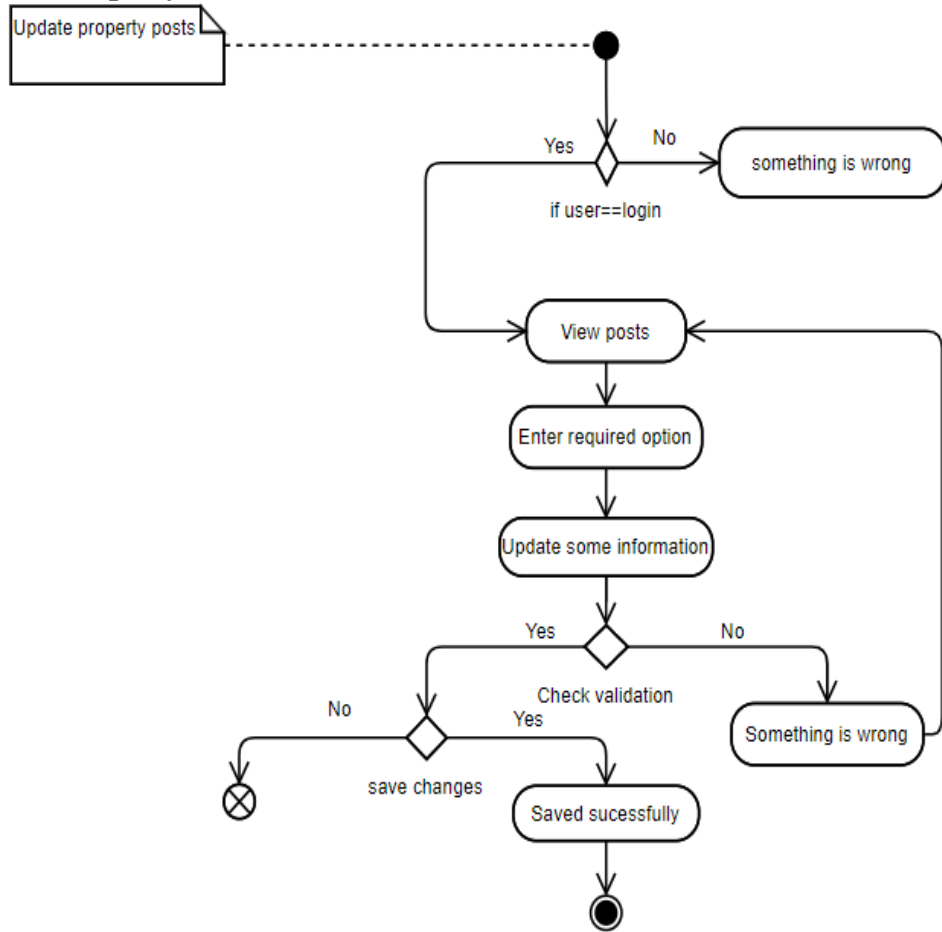 Update property posts
Yes
No
something is wrong
if user==login
View posts
Enter required option
Update some information
Yes
No
Check validation
No
Yes
Something is wrong
save changes
Saved sucessfully